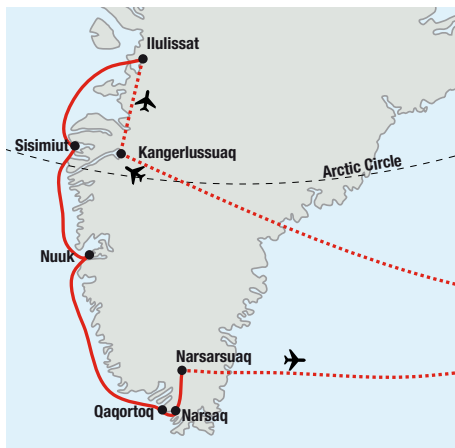 Ilulissat
Sisimiut
Kangerlussuaq
Arctic Circle
Nuuk
Narsarsuaq
Qaqortoq
Narsaq